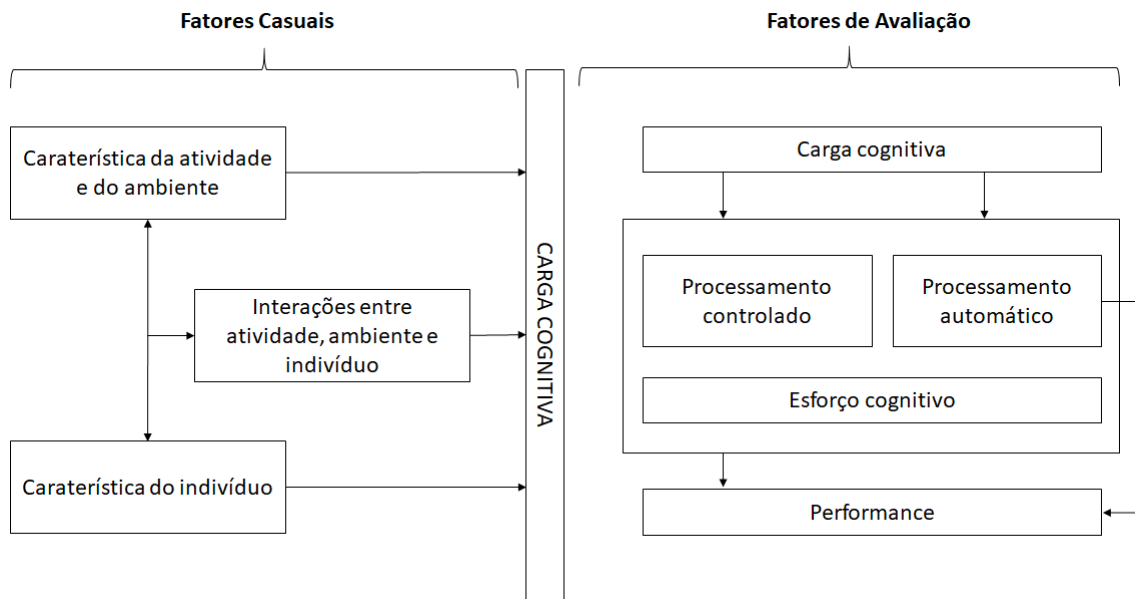 Fatores Casuais
Caraterística da atividade
e do ambiente
Interações entre
atividade, ambiente e
indivíduo
Caraterística do indivíduo
CARGA COGNITIVA
Fatores de Avaliação
Carga cognitiva
Processamento
controlado
Processamento
automático
Esforço cognitivo
Performance